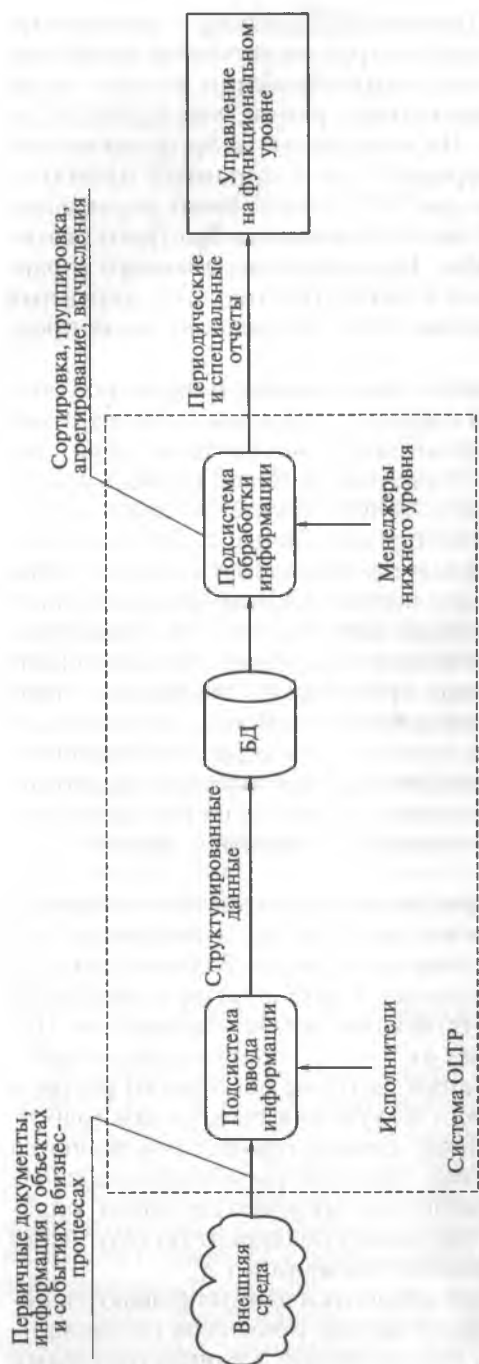 Первичные документы,
информация о объектах
и событиях в бизнес-
процессах
Внешняя
среда
Подсистема
ввода
информации
Исполнители
Структурированные
данные
БД
Сортировка, группировка,
агрегирование, вычисления
Подсистема
обработки
информации
Менеджеры
нижнего уровня
Периодические
и специальные
отчеты
Управление
на функциональном
уровне
Система OLTP